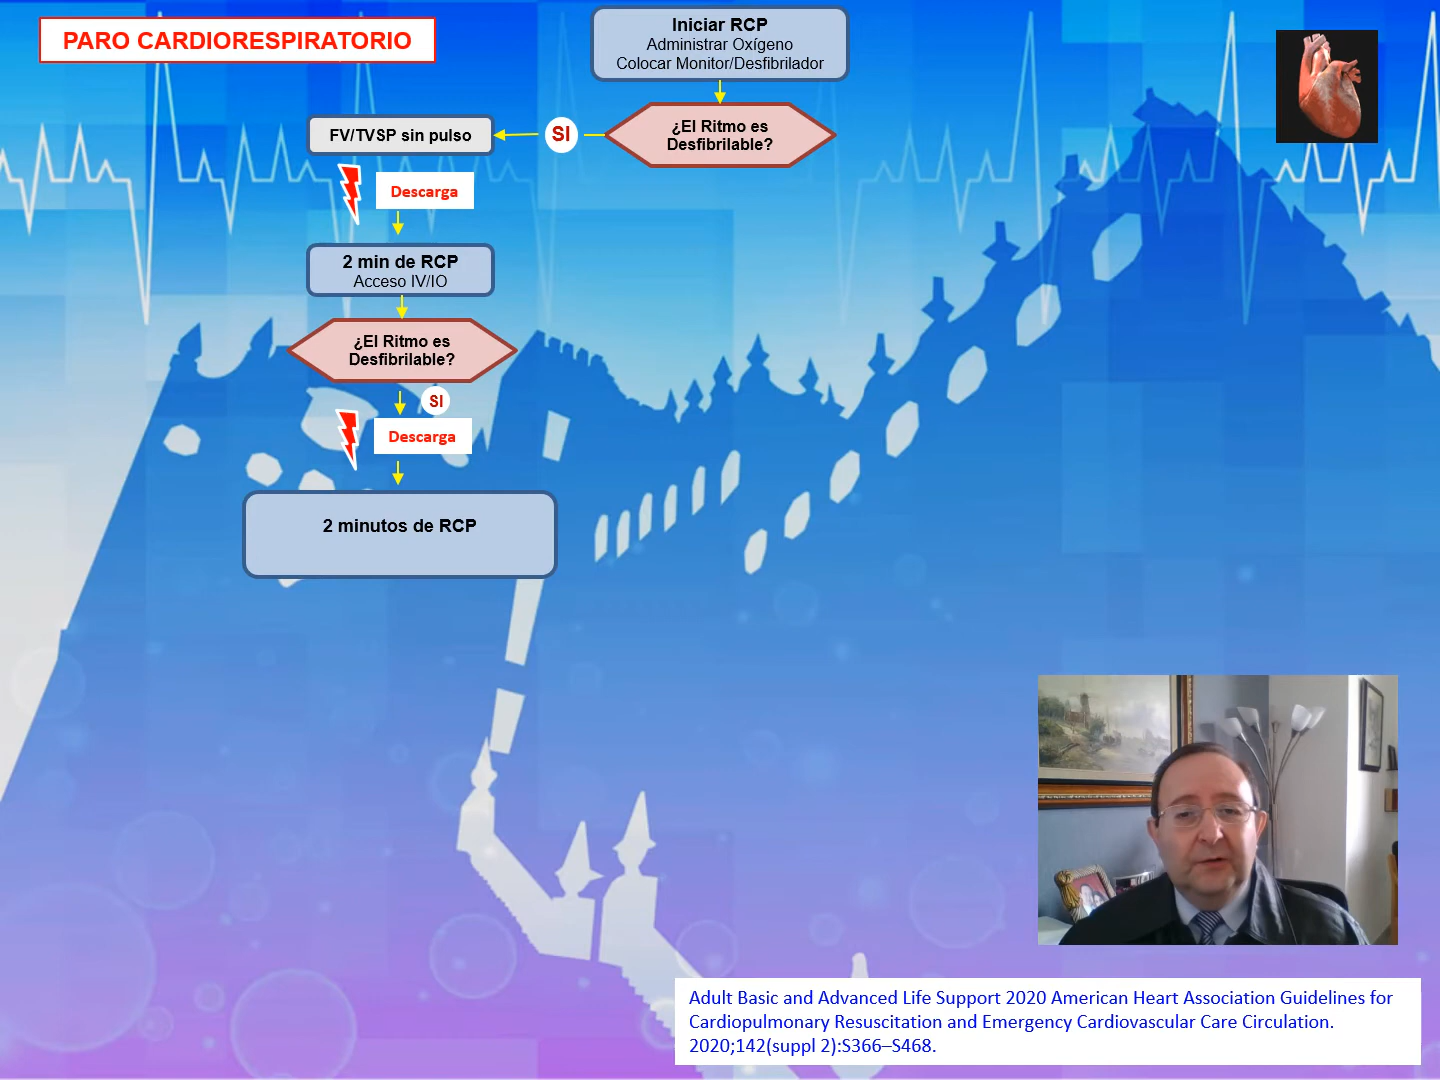 PARO CARDIORESPIRATORIO
Iniciar RCP
Administrar Oxígeno
Colocar Monitor/Desfibrilador
¿El Ritmo es
Desfibrilable?
SI
FV/TVSP sin pulso
Descarga
2 min de RCP
Acceso IV/IO
¿El Ritmo es
Desfibrilable?
SI
Descarga
2 minutos de RCP
Adult Basic and Advanced Life Support 2020 American Heart Association Guidelines for
Cardiopulmonary Resuscitation and Emergency Cardiovascular Care Circulation.
2020;142(suppl 2):S366–S468.